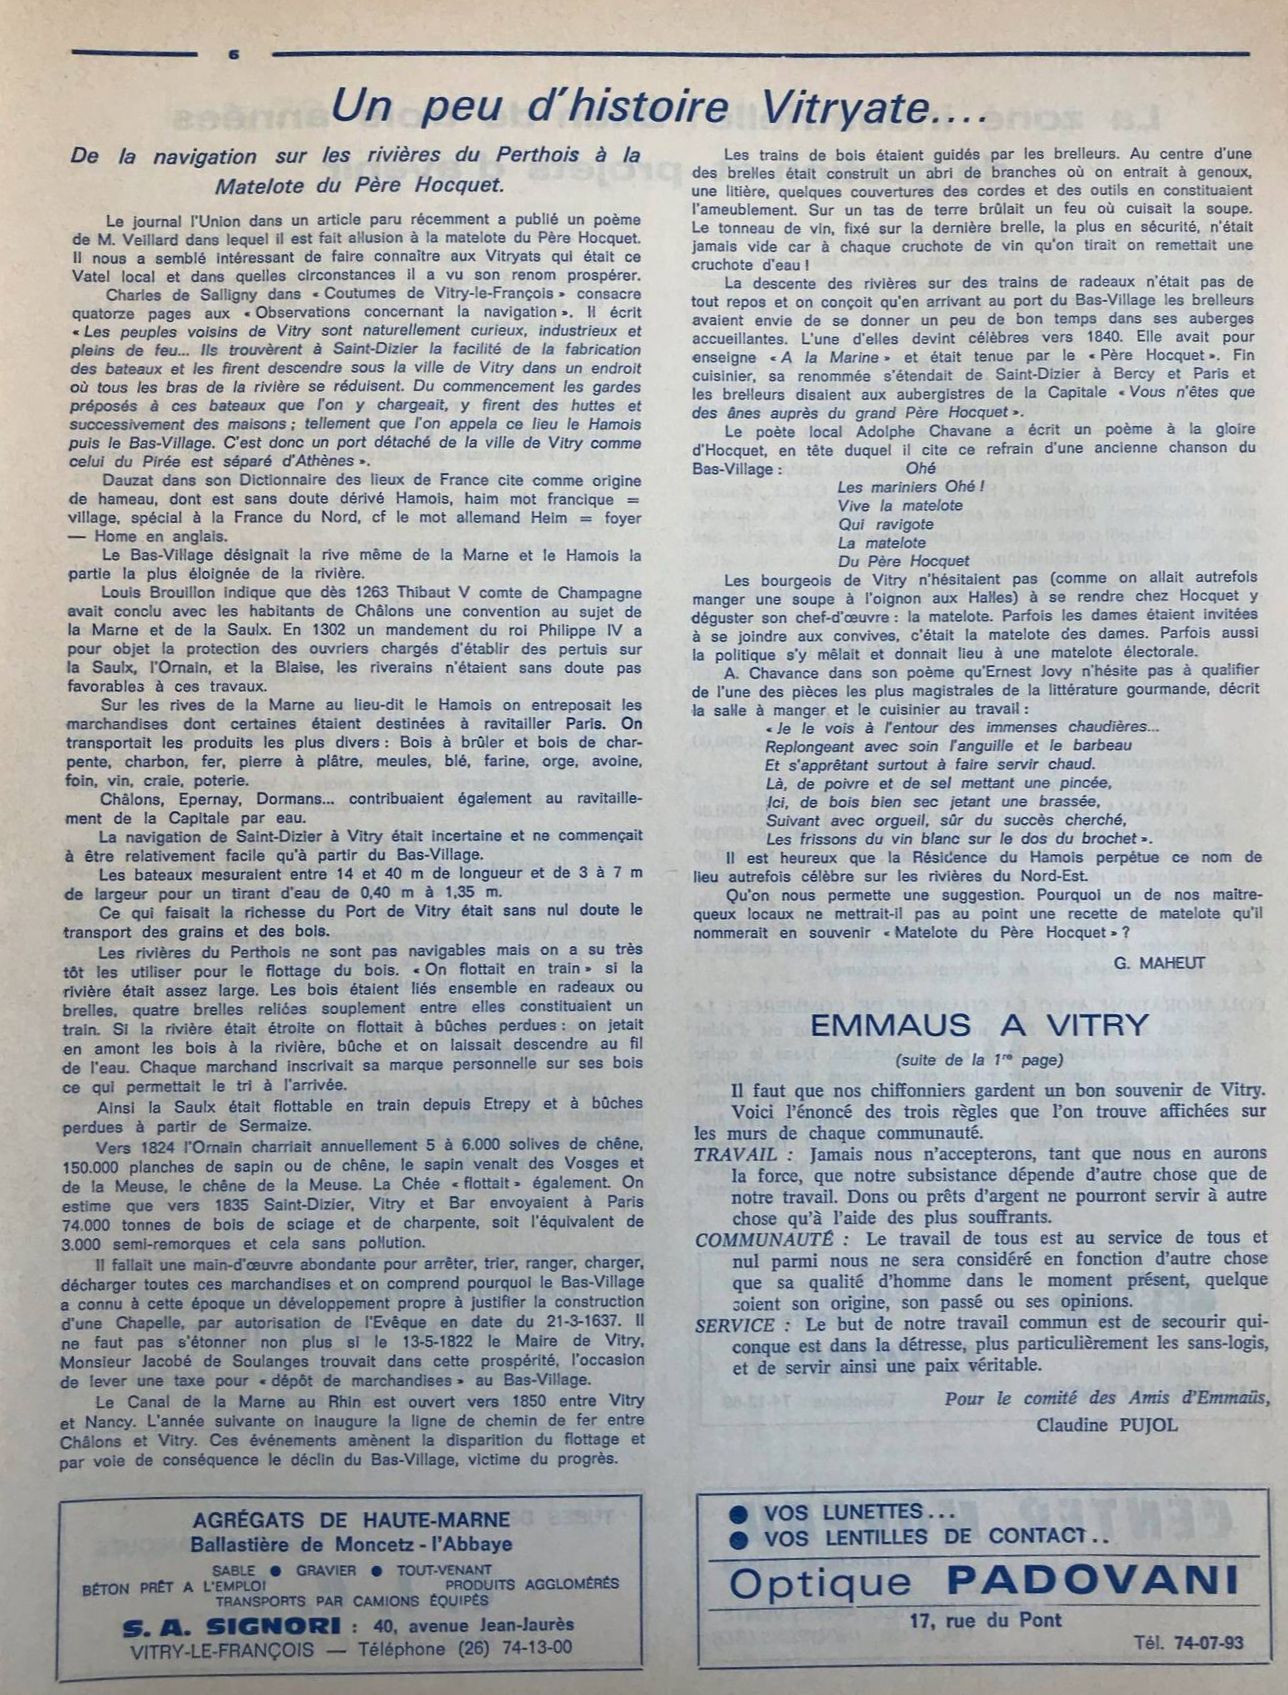 6
Un peu d'histoire Vitryate....
De la navigation sur les rivières du Perthois à la
Matelote du Père Hocquet.
Le journal l'Union dans un article paru récemment a publié un poème
de M. Veillard dans lequel il est fait allusion à la matelote du Père Hocquet.
Il nous a semblé intéressant de faire connaître aux Vitryats qui était ce
Vatel local et dans quelles circonstances il a vu son renom prospérer.
Charles de Salligny dans « Coutumes de Vitry-le-François » consacre
quatorze pages aux « Observations concernant la navigation ». Il écrit
« Les peuples voisins de Vitry sont naturellement curieux, industrieux et
pleins de feu... Ils trouvèrent à Saint-Dizier la facilité de la fabrication
des bateaux et les firent descendre sous la ville de Vitry dans un endroit
où tous les bras de la rivière se réduisent. Du commencement les gardes
préposés à ces bateaux que l'on y chargeait, y firent des huttes et
successivement des maisons ; tellement que l'on appela ce lieu le Hamois
puis le Bas-Village. C'est donc un port détaché de la ville de Vitry comme
celui du Pirée est séparé d'Athènes ».
Dauzat dans son Dictionnaire des lieux de France cite comme origine
de hameau, dont est sans doute dérivé Hamois, haim mot francique =
village, spécial à la France du Nord, cf le mot allemand Heim = foyer
— Home en anglais.
Le Bas-Village désignait la rive même de la Marne et le Hamois la
partie la plus éloignée de la rivière.
Louis Brouillon indique que dès 1263 Thibaut V comte de Champagne
avait conclu avec les habitants de Châlons une convention au sujet de
la Marne et de la Saulx. En 1302 un mandement du roi Philippe IV a
pour objet la protection des ouvriers chargés d'établir des pertuis sur
la Saulx, l'Ornain, et la Blaise, les riverains n'étaient sans doute pas
favorables à ces travaux.
Sur les rives de la Marne au lieu-dit le Hamois on entreposait les
marchandises dont certaines étaient destinées à ravitailler Paris. On
transportait les produits les plus divers : Bois à brûler et bois de char-
pente, charbon, fer, pierre à plâtre, meules, blé, farine, orge, avoine,
foin, vin, craie, poterie.
Châlons, Epernay, Dormans... contribuaient également au ravitaille-
ment de la Capitale par eau.
La navigation de Saint-Dizier à Vitry était incertaine et ne commençait
à être relativement facile qu'à partir du Bas-Village.
Les bateaux mesuraient entre 14 et 40 m de longueur et de 3 à 7 m
de largeur pour un tirant d'eau de 0,40 m à 1,35 m.
Ce qui faisait la richesse du Port de Vitry était sans nul doute le
transport des grains et des bois.
Les rivières du Perthois ne sont pas navigables mais on a su très
tôt les utiliser pour le flottage du bois. « On flottait en train » si la
rivière était assez large. Les bois étaient liés ensemble en radeaux ou
brelles, quatre brelles reliées souplement entre elles constituaient un
train. Si la rivière était étroite on flottait à bûches perdues : on jetait
en amont les bois à la rivière, bûche et on laissait descendre au fil
de l'eau. Chaque marchand inscrivait sa marque personnelle sur ses bois
ce qui permettait le tri à l'arrivée.
Ainsi la Saulx était flottable en train depuis Etrepy et à bûches
perdues à partir de Sermaize.
Vers 1824 l'Ornain charriait annuellement 5 à 6.000 solives de chêne,
150.000 planches de sapin ou de chêne, le sapin venait des Vosges et
de la Meuse, le chêne de la Meuse. La Chée « flottait » également. On
estime que vers 1835 Saint-Dizier, Vitry et Bar envoyaient à Paris
74.000 tonnes de bois de sciage et de charpente, soit l'équivalent de
3.000 semi-remorques et cela sans pollution.
Il fallait une main-d'œuvre abondante pour arrêter, trier, ranger, charger,
décharger toutes ces marchandises et on comprend pourquoi le Bas-Village
a connu à cette époque un développement propre à justifier la construction
d'une Chapelle, par autorisation de l'Evêque en date du 21-3-1637. Il
ne faut pas s'étonner non plus si le 13-5-1822 le Maire de Vitry,
Monsieur Jacobé de Soulanges trouvait dans cette prospérité, l'occasion
de lever une taxe pour « dépôt de marchandises » au Bas-Village.
Le Canal de la Marne au Rhin est ouvert vers 1850 entre Vitry
et Nancy. L'année suivante on inaugure la ligne de chemin de fer entre
Châlons et Vitry. Ces événements amènent la disparition du flottage et
par voie de conséquence le déclin du Bas-Village, victime du progrès.
Les trains de bois étaient guidés par les brelleurs. Au centre d'une
des brelles était construit un abri de branches où on entrait à genoux,
une litière, quelques couvertures des cordes et des outils en constituaient
l'ameublement. Sur un tas de terre brûlait un feu où cuisait la soupe.
Le tonneau de vin, fixé sur la dernière brelle, la plus en sécurité, n'était
jamais vide car à chaque cruchote de vin qu'on tirait on remettait une
cruchote d'eau !
La descente des rivières sur des trains de radeaux n'était pas de
tout repos et on conçoit qu'en arrivant au port du Bas-Village les brelleurs
avaient envie de se donner un peu de bon temps dans ses auberges
accueillantes. L'une d'elles devint célèbres vers 1840. Elle avait pour
enseigne « A la Marine » et était tenue par le « Père Hocquet ». Fin
cuisinier, sa renommée s'étendait de Saint-Dizier à Bercy et Paris et
les brelleurs disaient aux aubergistres de la Capitale « Vous n'êtes que
des ânes auprès du grand Père Hocquet ».
Le poète local Adolphe Chavane a écrit un poème à la gloire
d'Hocquet, en tête duquel il cite ce refrain d'une ancienne chanson du
Bas-Village : Ohé
Les mariniers Ohé !
Vive la matelote
Qui ravigote
La matelote
Du Père Hocquet
Les bourgeois de Vitry n'hésitaient pas (comme on allait autrefois
manger une soupe à l'oignon aux Halles) à se rendre chez Hocquet y
déguster son chef-d'œuvre : la matelote. Parfois les dames étaient invitées
à se joindre aux convives, c'était la matelote des dames. Parfois aussi
la politique s'y mêlait et donnait lieu à une matelote électorale.
A. Chavance dans son poème qu'Ernest Jovy n'hésite pas à qualifier
de l'une des pièces les plus magistrales de la littérature gourmande, décrit
la salle à manger et le cuisinier au travail :
« Je le vois à l'entour des immenses chaudières...
Replongeant avec soin l'anguille et le barbeau
Et s'apprêtant surtout à faire servir chaud.
Là, de poivre et de sel mettant une pincée,
Ici, de bois bien sec jetant une brassée,
Suivant avec orgueil, sûr du succès cherché,
Les frissons du vin blanc sur le dos du brochet ».
Il est heureux que la Résidence du Hamois perpétue ce nom de
lieu autrefois célèbre sur les rivières du Nord-Est.
Qu'on nous permette une suggestion. Pourquoi un de nos maître-
queux locaux ne mettrait-il pas au point une recette de matelote qu'il
nommerait en souvenir « Matelote du Père Hocquet » ?
G. MAHEUT
EMMAUS A VITRY
(suite de la 1re page)
Il faut que nos chiffonniers gardent un bon souvenir de Vitry.
Voici l'énoncé des trois règles que l'on trouve affichées sur
les murs de chaque communauté.
TRAVAIL : Jamais nous n'accepterons, tant que nous en aurons
la force, que notre subsistance dépende d'autre chose que de
notre travail. Dons ou prêts d'argent ne pourront servir à autre
chose qu'à l'aide des plus souffrants.
COMMUNAUTÉ : Le travail de tous est au service de tous et
nul parmi nous ne sera considéré en fonction d'autre chose
que sa qualité d'homme dans le moment présent, quelque
soient son origine, son passé ou ses opinions.
SERVICE : Le but de notre travail commun est de secourir qui-
conque est dans la détresse, plus particulièrement les sans-logis,
et de servir ainsi une paix véritable.
Pour le comité des Amis d'Emmaüs,
Claudine PUJOL
AGRÉGATS DE HAUTE-MARNE
Ballastière de Moncetz - l'Abbaye
SABLE ● GRAVIER ● TOUT-VENANT
BÉTON PRÊT A L'EMPLOI PRODUITS AGGLOMÉRÉS
TRANSPORTS PAR CAMIONS ÉQUIPÉS
S. A. SIGNORI : 40, avenue Jean-Jaurès
VITRY-LE-FRANÇOIS — Téléphone (26) 74-13-00
● VOS LUNETTES...
● VOS LENTILLES DE CONTACT..
Optique PADOVANI
17, rue du Pont
Tél. 74-07-93